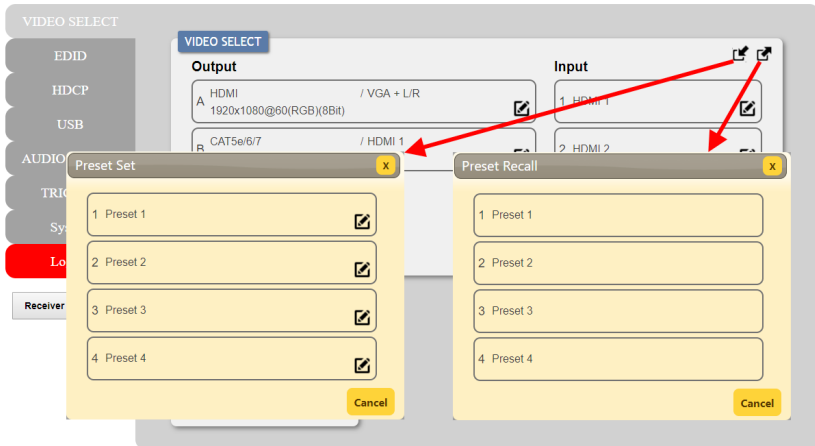 VIDEO SELECT
EDID
HDCP
USB
AUDIO
Receiver
VIDEO SELECT
Output
Input
A HDMI / VGA + L/R
1920x1080@60(RGB)(8Bit)
1 HDMI 1
B CAT5e/6/7 / HDMI 1
2 HDMI 2
Preset Set
x
1 Preset 1
2 Preset 2
3 Preset 3
4 Preset 4
Cancel
Preset Recall
x
1 Preset 1
2 Preset 2
3 Preset 3
4 Preset 4
Cancel